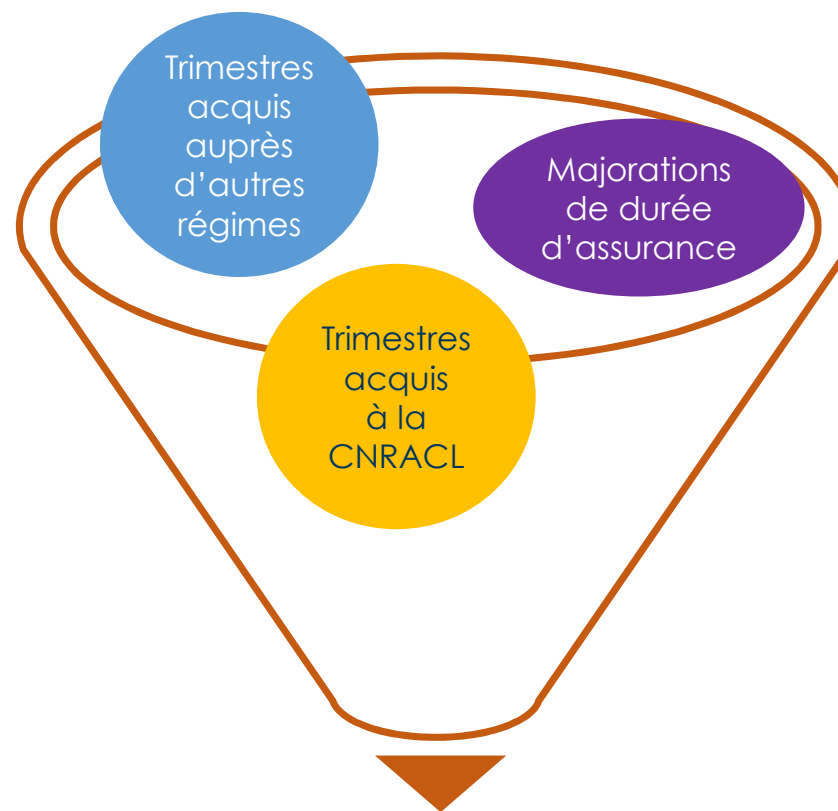 Trimestres
acquis
auprès
d’autres
régimes
Majorations
de durée
d’assurance
Trimestres
acquis
à la
CNRACL